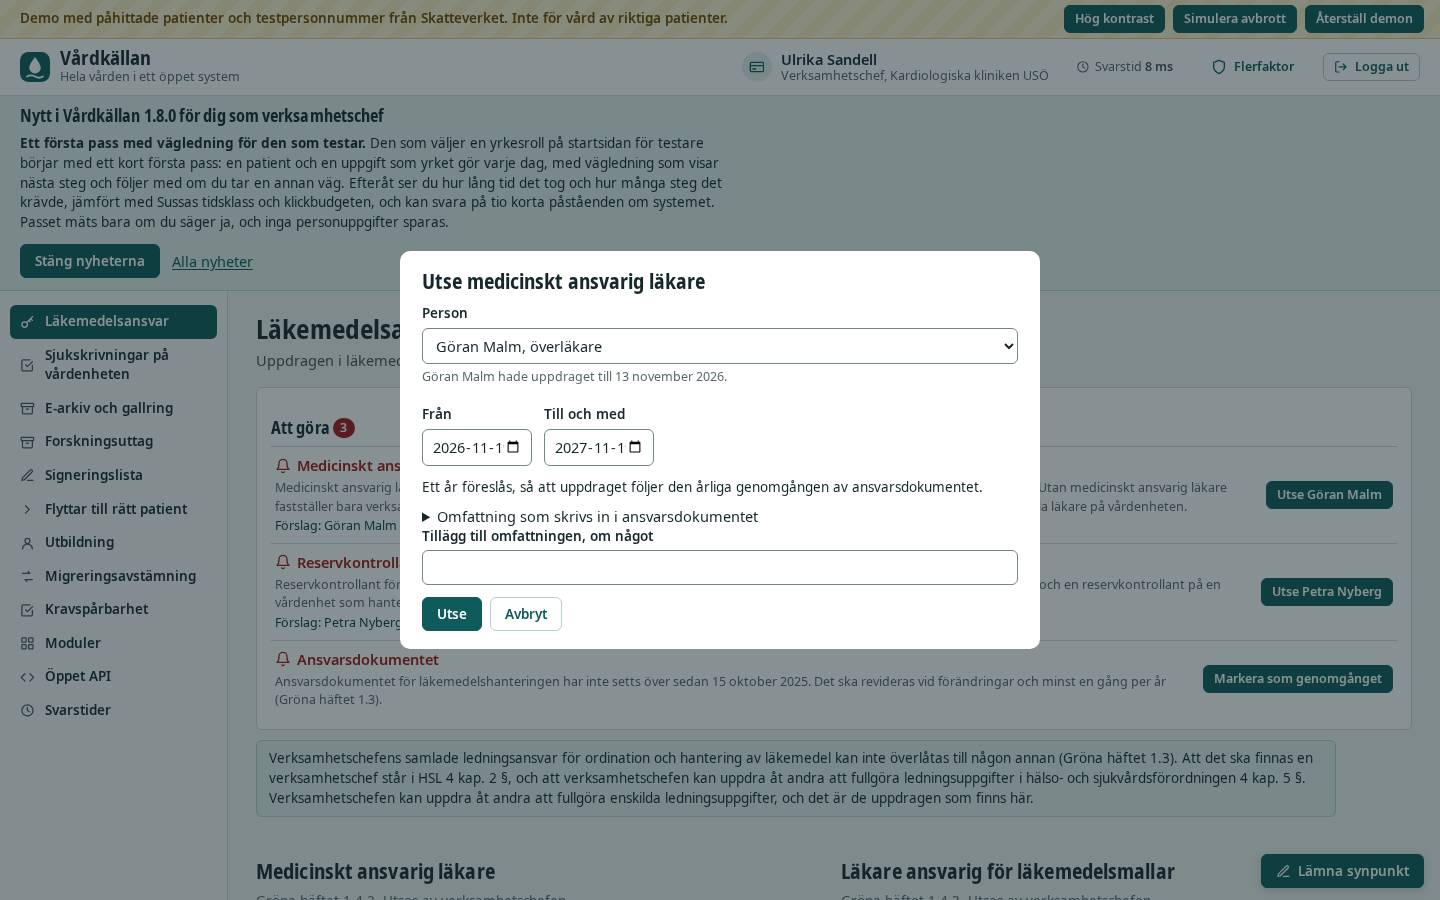 Demo med påhittade patienter och testpersonnummer från Skatteverket. Inte för vård av riktiga patienter.
Hög kontrast
Simulera avbrott
Återställ demon
Vårdkällan
Hela vården i ett öppet system
Ulrika Sandell
Verksamhetschef, Kardiologiska kliniken USÖ
Svarstid 8 ms
Flerfaktor
Logga ut
Nytt i Vårdkällan 1.8.0 för dig som verksamhetschef
Ett första pass med vägledning för den som testar. Den som väljer en yrkesroll på startsidan för testare
börjar med ett kort första pass: en patient och en uppgift som yrket gör varje dag, med vägledning som visar
nästa steg och följer med om du tar en annan väg. Efteråt ser du hur lång tid det tog och hur många steg det
krävde, jämfört med Sussas tidsklass och klickbudgeten, och kan svara på tio korta påståenden om systemet.
Passet mäts bara om du säger ja, och inga personuppgifter sparas.
Stäng nyheterna
Alla nyheter
Läkemedelsansvar
Sjukskrivningar på
vårdenheten
E-arkiv och gallring
Forskningsuttag
Signeringslista
Flyttar till rätt patient
Utbildning
Migreringsavstämning
Kravspårbarhet
Moduler
Öppet API
Svarstider
Läkemedelsa
Uppdragen i läkemed
Att göra 3
Medicinskt ans
Medicinskt ansvarig l
Utan medicinskt ansvarig läkare
fastställer bara verksa
a läkare på vårdenheten.
Förslag: Göran Malm
Utse Göran Malm
Reservkontroll
Reservkontrollant för
och en reservkontrollant på en
vårdenhet som hante
Förslag: Petra Nyberg
Utse Petra Nyberg
Ansvarsdokumentet
Ansvarsdokumentet för läkemedelshanteringen har inte setts över sedan 15 oktober 2025. Det ska revideras vid förändringar och minst en gång per år
(Gröna häftet 1.3).
Markera som genomgånget
Utse medicinskt ansvarig läkare
Person
Göran Malm, överläkare
Göran Malm hade uppdraget till 13 november 2026.
Från
Till och med
2026-11-1
2027-11-1
Ett år föreslås, så att uppdraget följer den årliga genomgången av ansvarsdokumentet.
Omfattning som skrivs in i ansvarsdokumentet
Tillägg till omfattningen, om något
Utse
Avbryt
Verksamhetschefens samlade ledningsansvar för ordination och hantering av läkemedel kan inte överlåtas till någon annan (Gröna häftet 1.3). Att det ska finnas en
verksamhetschef står i HSL 4 kap. 2 §, och att verksamhetschefen kan uppdra åt andra att fullgöra ledningsuppgifter i hälso- och sjukvårdsförordningen 4 kap. 5 §.
Verksamhetschefen kan uppdra åt andra att fullgöra enskilda ledningsuppgifter, och det är de uppdragen som finns här.
Medicinskt ansvarig läkare
Läkare ansvarig för läkemedelsmallar
Gröna häftet 1.4.2. Utses av verksamhetschefen
Lämna synpunkt